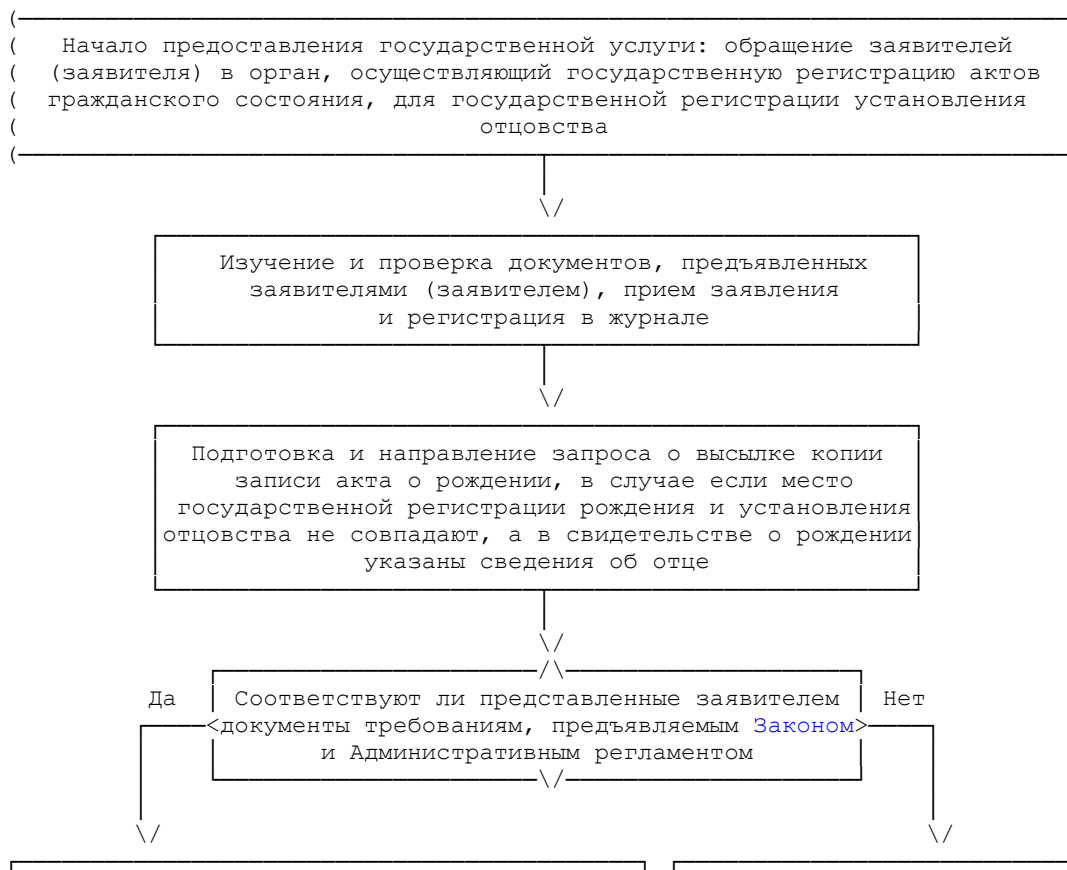 Начало предоставления государственной услуги: обращение заявителей
(заявителя) в орган, осуществляющий государственную регистрацию актов
гражданского состояния, для государственной регистрации установления
отцовства
Изучение и проверка документов, предъявленных
заявителями (заявителем), прием заявления
и регистрация в журнале
Подготовка и направление запроса о высылке копии
записи акта о рождении, в случае если место
государственной регистрации рождения и установления
отцовства не совпадают, а в свидетельстве о рождении
указаны сведения об отце
Да Соответствуют ли представленные заявителем Нет
документы требованиям, предъявляемым Законом
и Административным регламентом